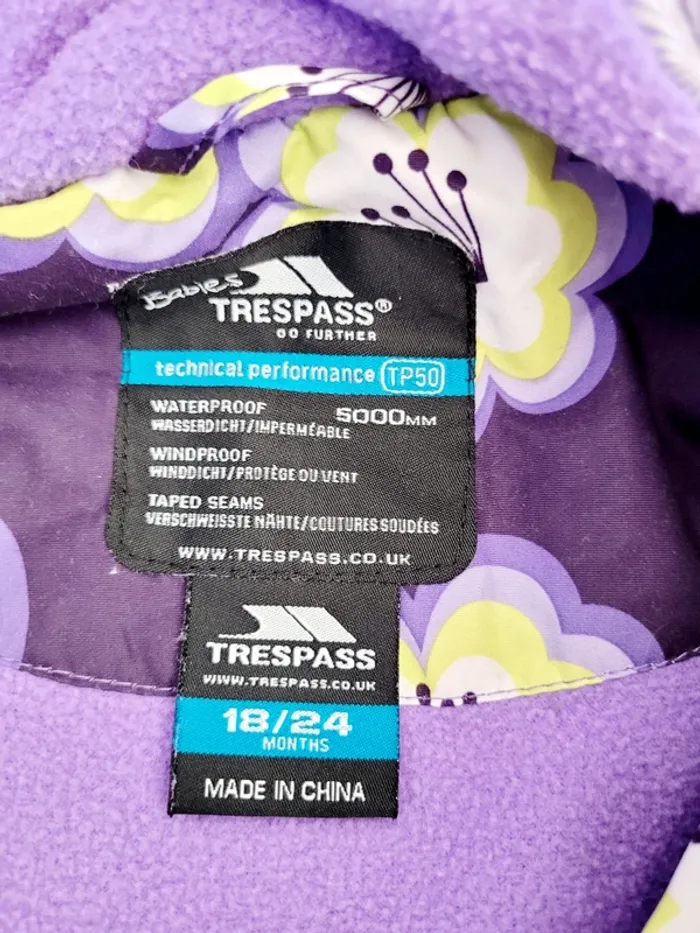 Babies
TRESPASS®
GO FURTHER
technical performance TP50
WATERPROOF 5000MM
WASSERDICHT/IMPERMÉABLE
WINDPROOF
WINDDICHT/PROTÈGE DU VENT
TAPED SEAMS
VERSCHWEISSTE NÄHTE/COUTURES SOUDÉES
WWW.TRESPASS.CO.UK
TRESPASS
WWW.TRESPASS.CO.UK
18/24
MONTHS
MADE IN CHINA